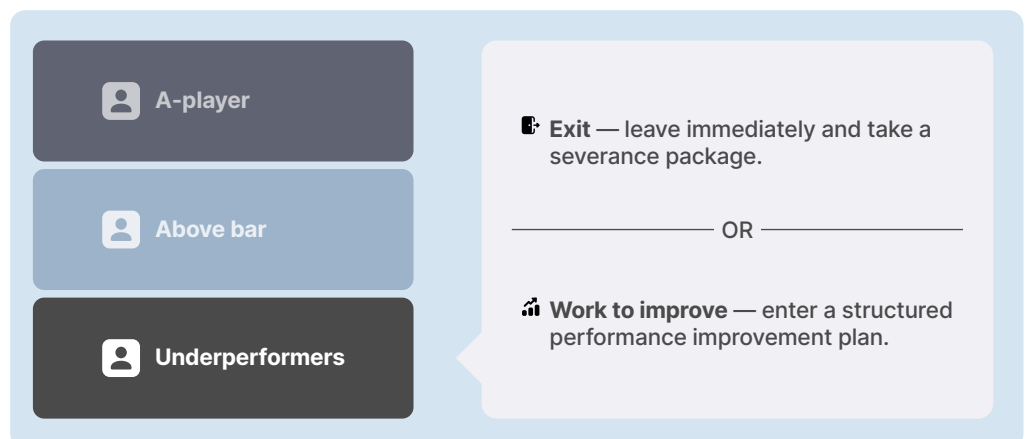 A-player
Above bar
Underperformers
Exit — leave immediately and take a
severance package.
OR
Work to improve — enter a structured
performance improvement plan.